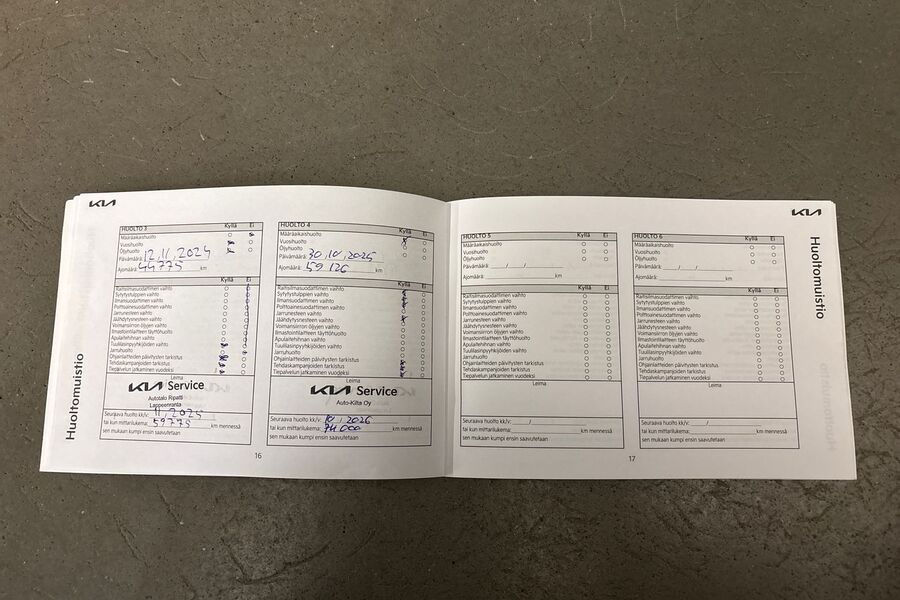 KIA
Huoltomuistio
HUOLTO 3 Kyllä Ei
Määräaikaishuolto
Vuosihuolto
Öljyhuolto
Päivämäärä: 12.11.2024
Ajomäärä: 44775 km
Kyllä Ei
Raitisilmasuodattimen vaihto
Sytytystulppien vaihto
Ilmansuodattimen vaihto
Polttoainesuodattimen vaihto
Jarrunesteen vaihto
Jäähdytysnesteen vaihto
Voimansiirron öljyjen vaihto
Ilmastointilaitteen täyttöhuolto
Apulaitehihnan vaihto
Tuulilasinpyyhkijöiden vaihto
Jarruhuolto
Ohjainlaitteiden päivitysten tarkistus
Tehdaskampanjoiden tarkistus
Tiepalvelun jatkaminen vuodeksi
Leima
KIA Service
Autotalo Ripatti
Lappeenranta
Seuraava huolto kk/v: 11.2025
tai kun mittarilukema: 59775 km mennessä
sen mukaan kumpi ensin saavutetaan
16
HUOLTO 4 Kyllä Ei
Määräaikaishuolto
Vuosihuolto
Öljyhuolto
Päivämäärä: 30.10.2025
Ajomäärä: 59126 km
Kyllä Ei
Raitisilmasuodattimen vaihto
Sytytystulppien vaihto
Ilmansuodattimen vaihto
Polttoainesuodattimen vaihto
Jarrunesteen vaihto
Jäähdytysnesteen vaihto
Voimansiirron öljyjen vaihto
Ilmastointilaitteen täyttöhuolto
Apulaitehihnan vaihto
Tuulilasinpyyhkijöiden vaihto
Jarruhuolto
Ohjainlaitteiden päivitysten tarkistus
Tehdaskampanjoiden tarkistus
Tiepalvelun jatkaminen vuodeksi
Leima
KIA Service
Auto-Kilta Oy
Seuraava huolto kk/v: 10.2026
tai kun mittarilukema: 74000 km mennessä
sen mukaan kumpi ensin saavutetaan
KIA
Huoltomuistio
HUOLTO 5 Kyllä Ei
Määräaikaishuolto
Vuosihuolto
Öljyhuolto
Päivämäärä: / /
Ajomäärä: km
Kyllä Ei
Raitisilmasuodattimen vaihto
Sytytystulppien vaihto
Ilmansuodattimen vaihto
Polttoainesuodattimen vaihto
Jarrunesteen vaihto
Jäähdytysnesteen vaihto
Voimansiirron öljyjen vaihto
Ilmastointilaitteen täyttöhuolto
Apulaitehihnan vaihto
Tuulilasinpyyhkijöiden vaihto
Jarruhuolto
Ohjainlaitteiden päivitysten tarkistus
Tehdaskampanjoiden tarkistus
Tiepalvelun jatkaminen vuodeksi
Leima
Seuraava huolto kk/v: /
tai kun mittarilukema: km mennessä
sen mukaan kumpi ensin saavutetaan
17
HUOLTO 6 Kyllä Ei
Määräaikaishuolto
Vuosihuolto
Öljyhuolto
Päivämäärä: / /
Ajomäärä: km
Kyllä Ei
Raitisilmasuodattimen vaihto
Sytytystulppien vaihto
Ilmansuodattimen vaihto
Polttoainesuodattimen vaihto
Jarrunesteen vaihto
Jäähdytysnesteen vaihto
Voimansiirron öljyjen vaihto
Ilmastointilaitteen täyttöhuolto
Apulaitehihnan vaihto
Tuulilasinpyyhkijöiden vaihto
Jarruhuolto
Ohjainlaitteiden päivitysten tarkistus
Tehdaskampanjoiden tarkistus
Tiepalvelun jatkaminen vuodeksi
Leima
Seuraava huolto kk/v: /
tai kun mittarilukema: km mennessä
sen mukaan kumpi ensin saavutetaan